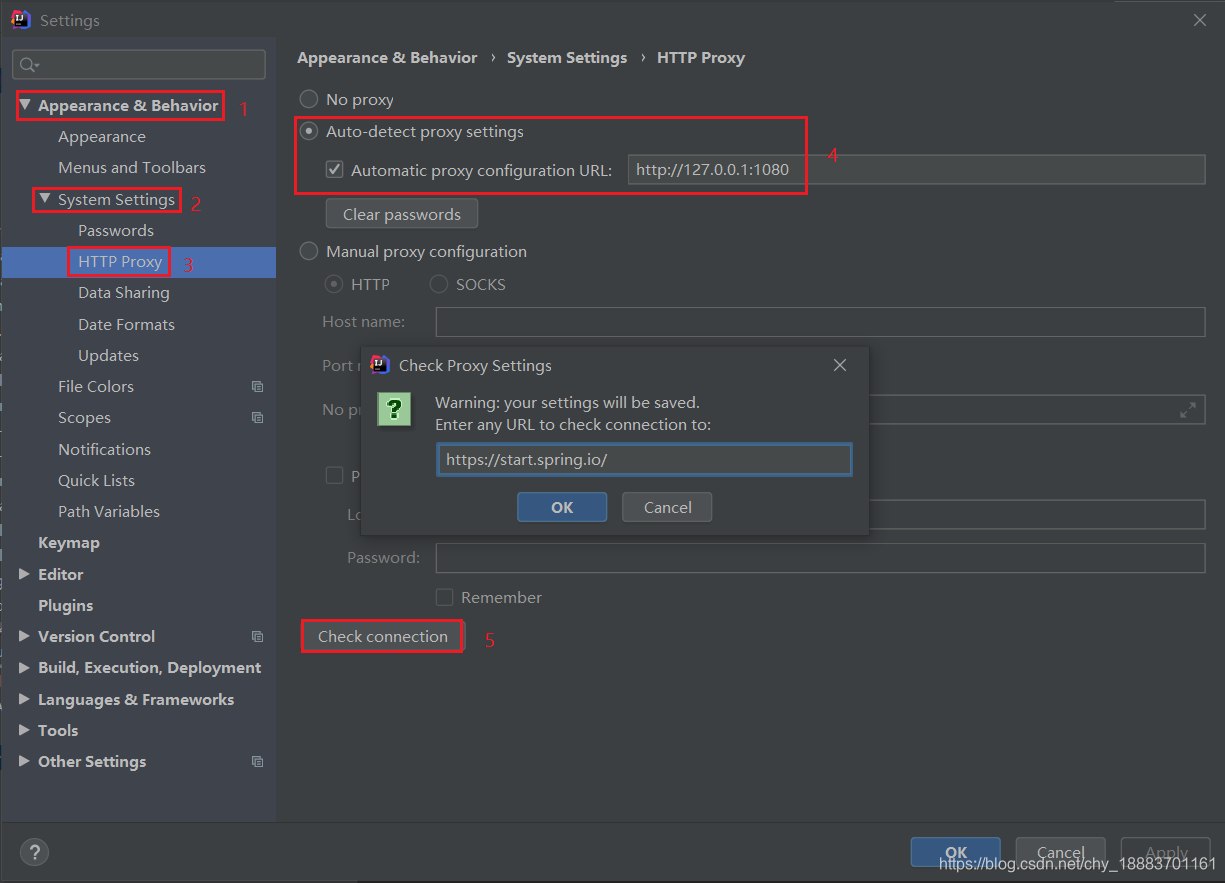 Settings
Appearance & Behavior 1
Appearance
Menus and Toolbars
System Settings 2
Passwords
HTTP Proxy 3
Data Sharing
Date Formats
Updates
File Colors
Scopes
Notifications
Quick Lists
Path Variables
Keymap
Editor
Plugins
Version Control
Build, Execution, Deployment
Languages & Frameworks
Tools
Other Settings
Appearance & Behavior › System Settings › HTTP Proxy
No proxy
Auto-detect proxy settings
4
Automatic proxy configuration URL: http://127.0.0.1:1080
Clear passwords
Manual proxy configuration
HTTP SOCKS
Host name:
Port
No p
P
Lo
Password:
Remember
Check connection 5
Check Proxy Settings
?
Warning: your settings will be saved.
Enter any URL to check connection to:
https://start.spring.io/
OK Cancel
?
OK Cancel Apply
https://blog.csdn.net/chy_18883701161